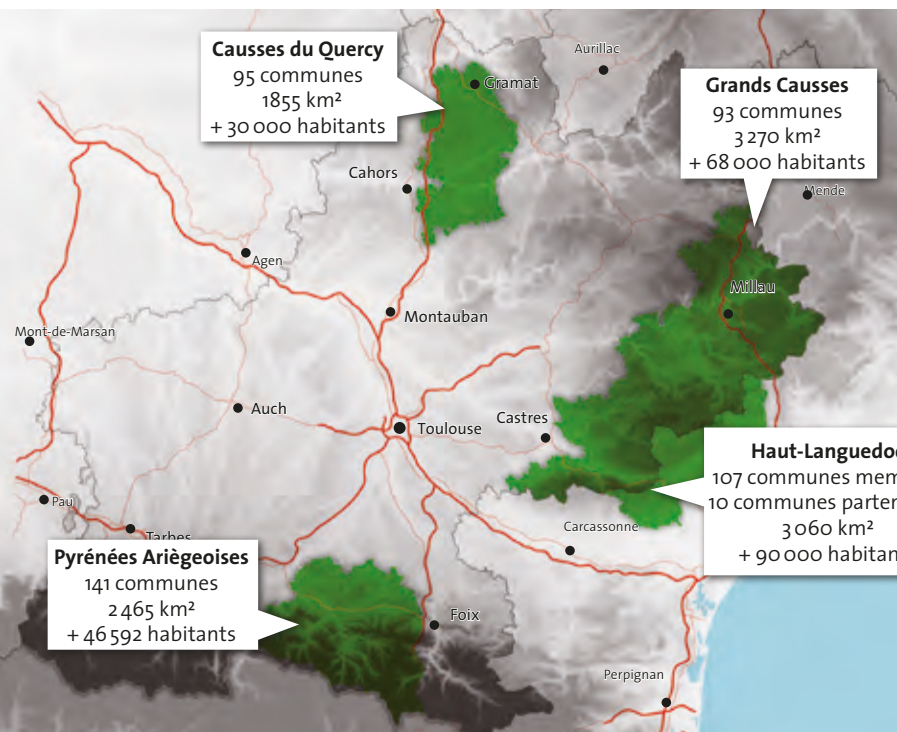 Causses du Quercy
95 communes
1855 km²
+ 30 000 habitants
Aurillac
Gramat
Grands Causses
93 communes
3 270 km²
+ 68 000 habitants
Mende
Cahors
Agen
Millau
Montauban
Mont-de-Marsan
Auch
Toulouse
Castres
Haut-Languedoc
107 communes mem
10 communes parten
3 060 km²
+ 90 000 habitan
Pau
Tarbes
Carcassonne
Pyrénées Ariégeoises
141 communes
2 465 km²
+ 46 592 habitants
Foix
Perpignan